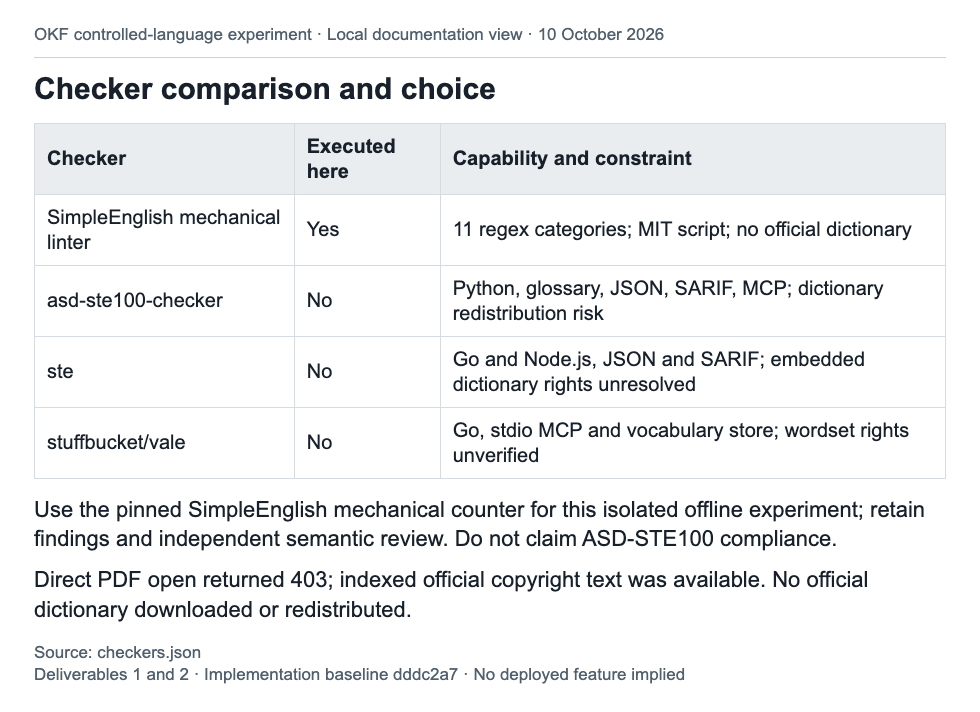 OKF controlled-language experiment · Local documentation view · 10 October 2026
Checker comparison and choice
Checker
Executed
here
Capability and constraint
SimpleEnglish mechanical
linter
Yes
11 regex categories; MIT script; no official dictionary
asd-ste100-checker
No
Python, glossary, JSON, SARIF, MCP; dictionary
redistribution risk
ste
No
Go and Node.js, JSON and SARIF; embedded
dictionary rights unresolved
stuffbucket/vale
No
Go, stdio MCP and vocabulary store; wordset rights
unverified
Use the pinned SimpleEnglish mechanical counter for this isolated offline experiment; retain
findings and independent semantic review. Do not claim ASD-STE100 compliance.
Direct PDF open returned 403; indexed official copyright text was available. No official
dictionary downloaded or redistributed.
Source: checkers.json
Deliverables 1 and 2 · Implementation baseline dddc2a7 · No deployed feature implied